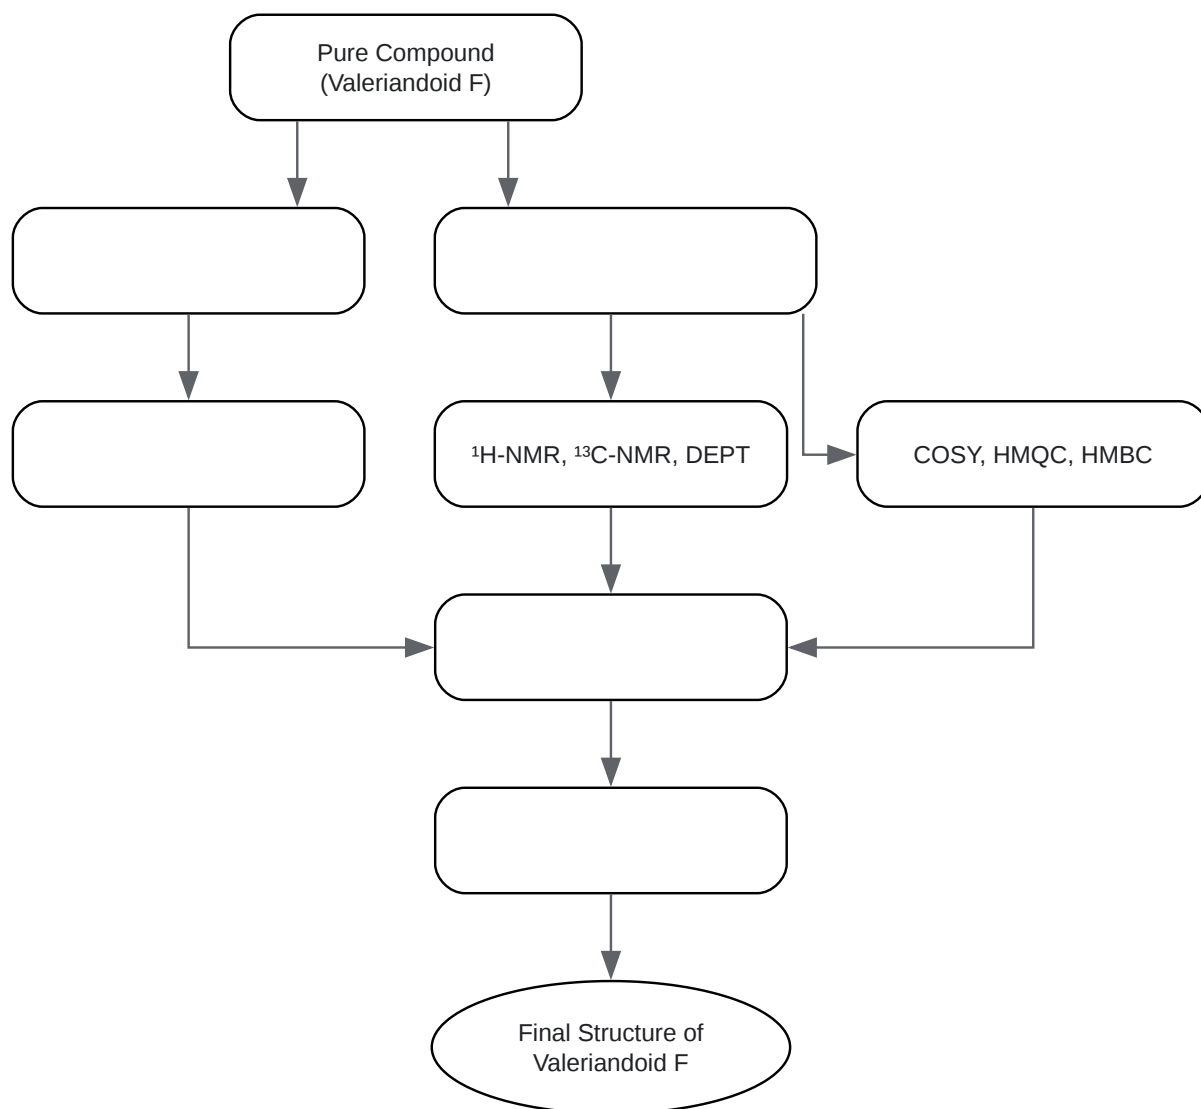 Pure Compound
(Valeriandoid F)
¹H-NMR, ¹³C-NMR, DEPT
COSY, HMQC, HMBC
Final Structure of
Valeriandoid F